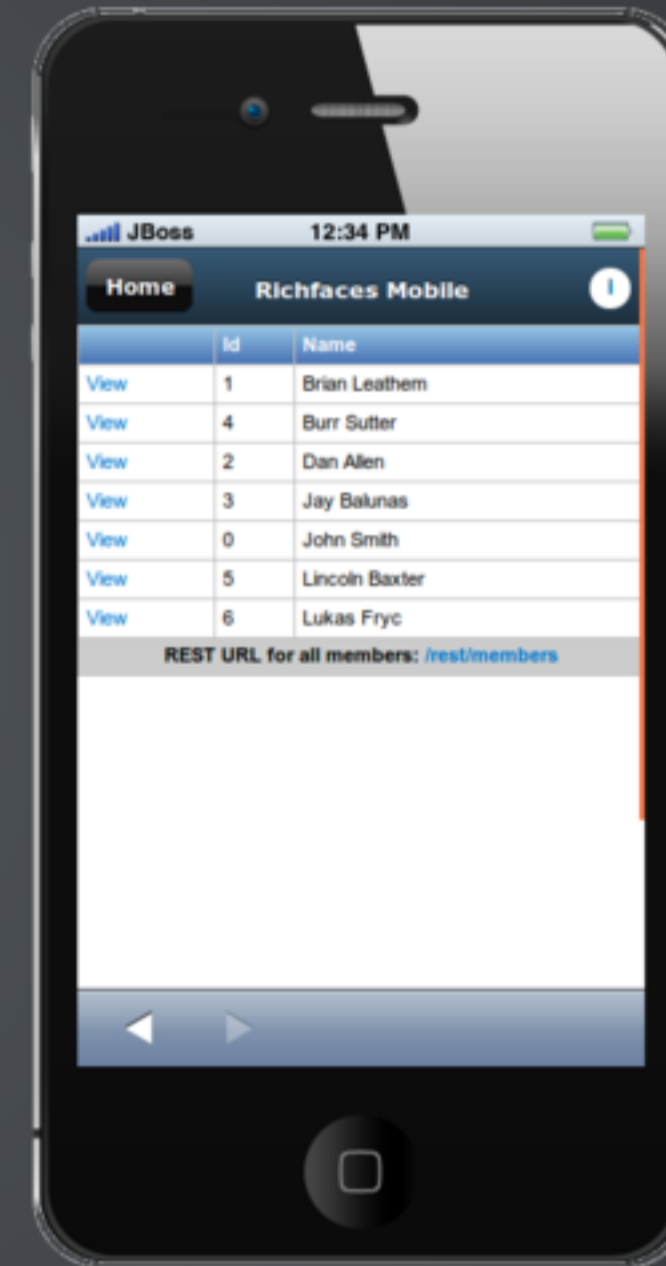 JBoss 12:34 PM
Home Richfaces Mobile i
Id Name
View 1 Brian Leathem
View 4 Burr Sutter
View 2 Dan Allen
View 3 Jay Balunas
View 0 John Smith
View 5 Lincoln Baxter
View 6 Lukas Fryc
REST URL for all members: /rest/members